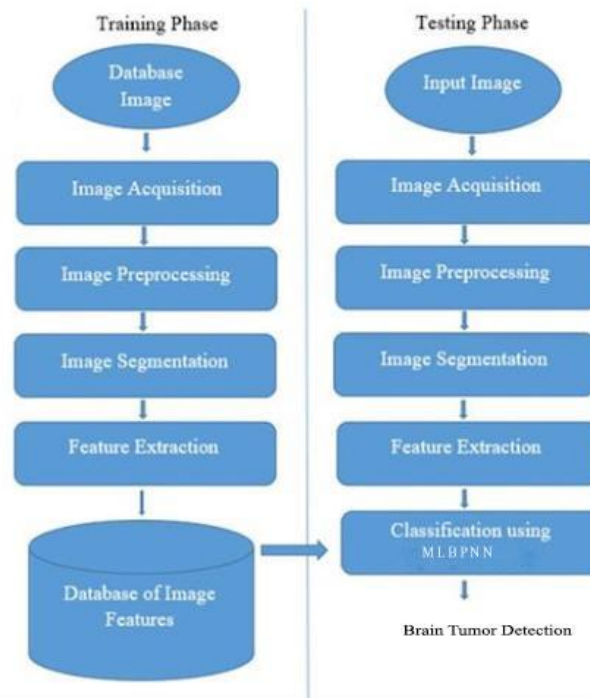 Training Phase
Database
Image
Image Acquisition
Image Preprocessing
Image Segmentation
Feature Extraction
Database of Image
Features
Testing Phase
Input Image
Image Acquisition
Image Preprocessing
Image Segmentation
Feature Extraction
Classification using
MLBPNN
Brain Tumor Detection